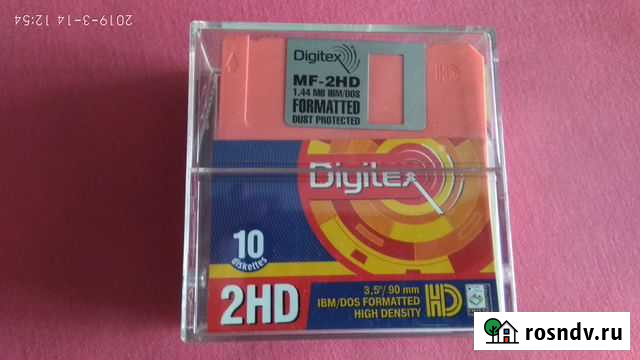 2019-3-14 12:54
Digitex
MF-2HD
1.44 MB IBM/DOS
FORMATTED
DUST PROTECTED
HD
Digitex
10
diskettes
2HD
3,5"/90 mm
IBM/DOS FORMATTED
HIGH DENSITY
HD
rosndv.ru